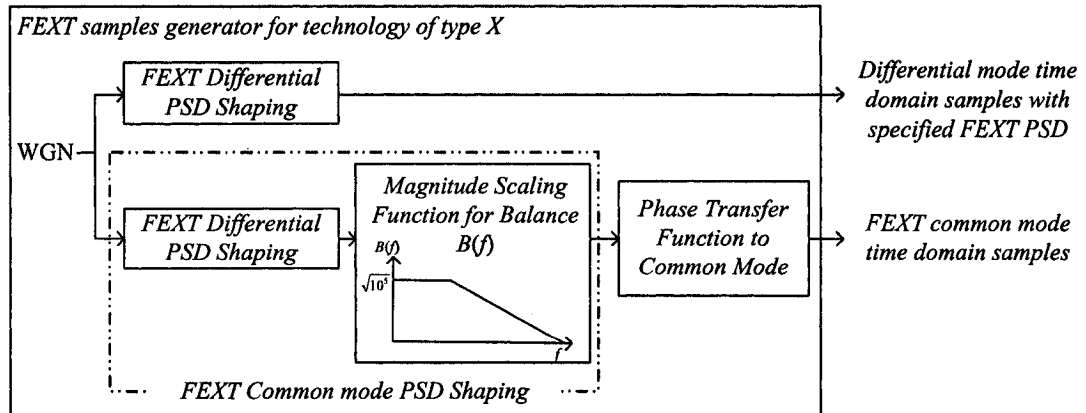 FEXT samples generator for technology of type X
FEXT Differential
PSD Shaping
Differential mode time
domain samples with
specified FEXT PSD
WGN
FEXT Differential
PSD Shaping
Magnitude Scaling
Function for Balance
B(f)
B(f)
√10⁵
f
Phase Transfer
Function to
Common Mode
FEXT common mode
time domain samples
FEXT Common mode PSD Shaping